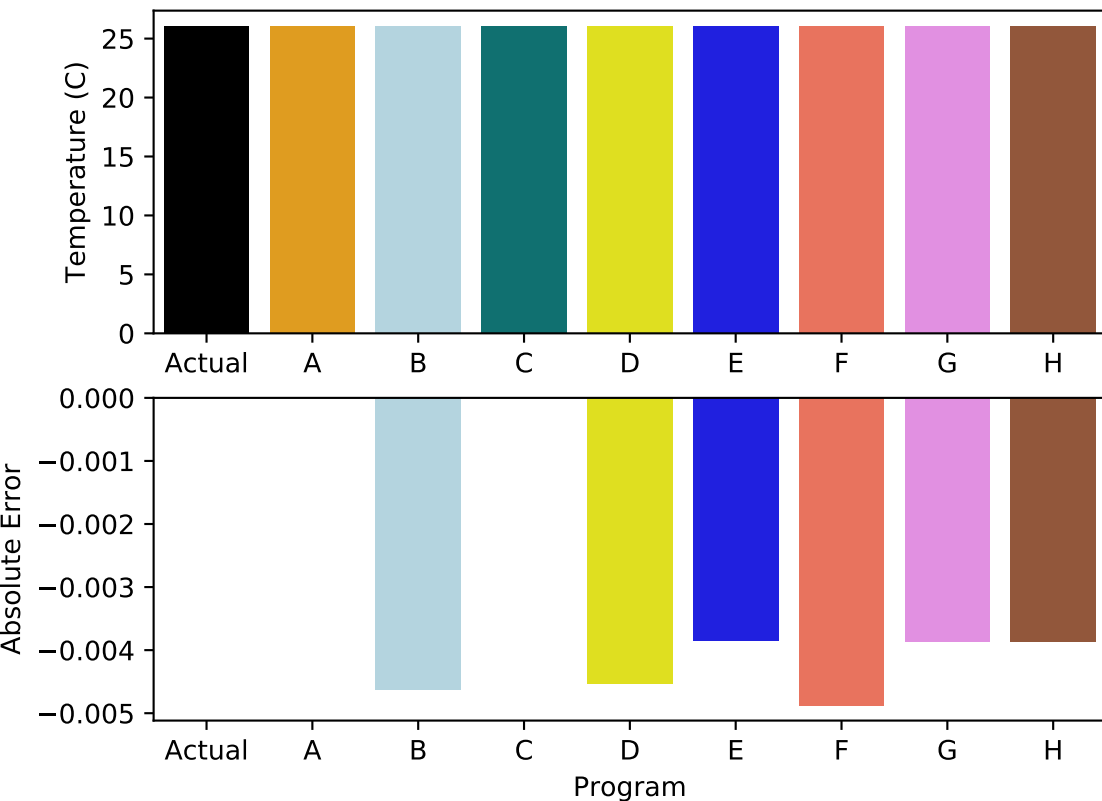 Temperature (C)
25
20
15
10
5
0
Actual A B C D E F G H
Absolute Error
0.000
−0.001
−0.002
−0.003
−0.004
−0.005
Actual A B C D E F G H
Program